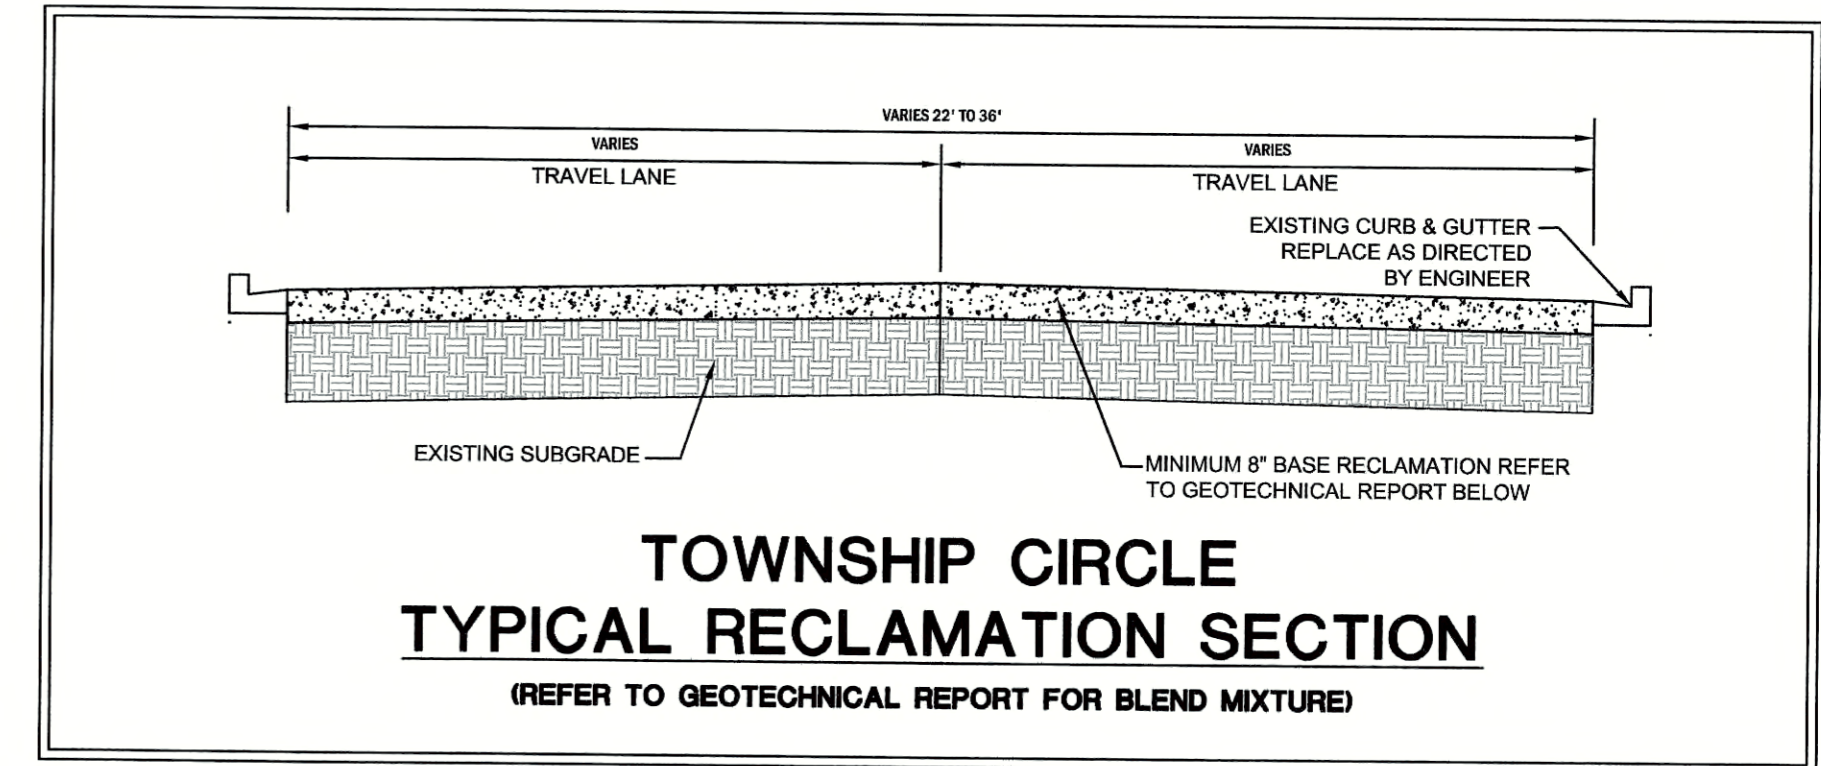 VARIES 22' TO 36'
VARIES
VARIES
TRAVEL LANE
TRAVEL LANE
EXISTING CURB & GUTTER
REPLACE AS DIRECTED
BY ENGINEER
EXISTING SUBGRADE
MINIMUM 8" BASE RECLAMATION REFER
TO GEOTECHNICAL REPORT BELOW
TOWNSHIP CIRCLE
TYPICAL RECLAMATION SECTION
(REFER TO GEOTECHNICAL REPORT FOR BLEND MIXTURE)